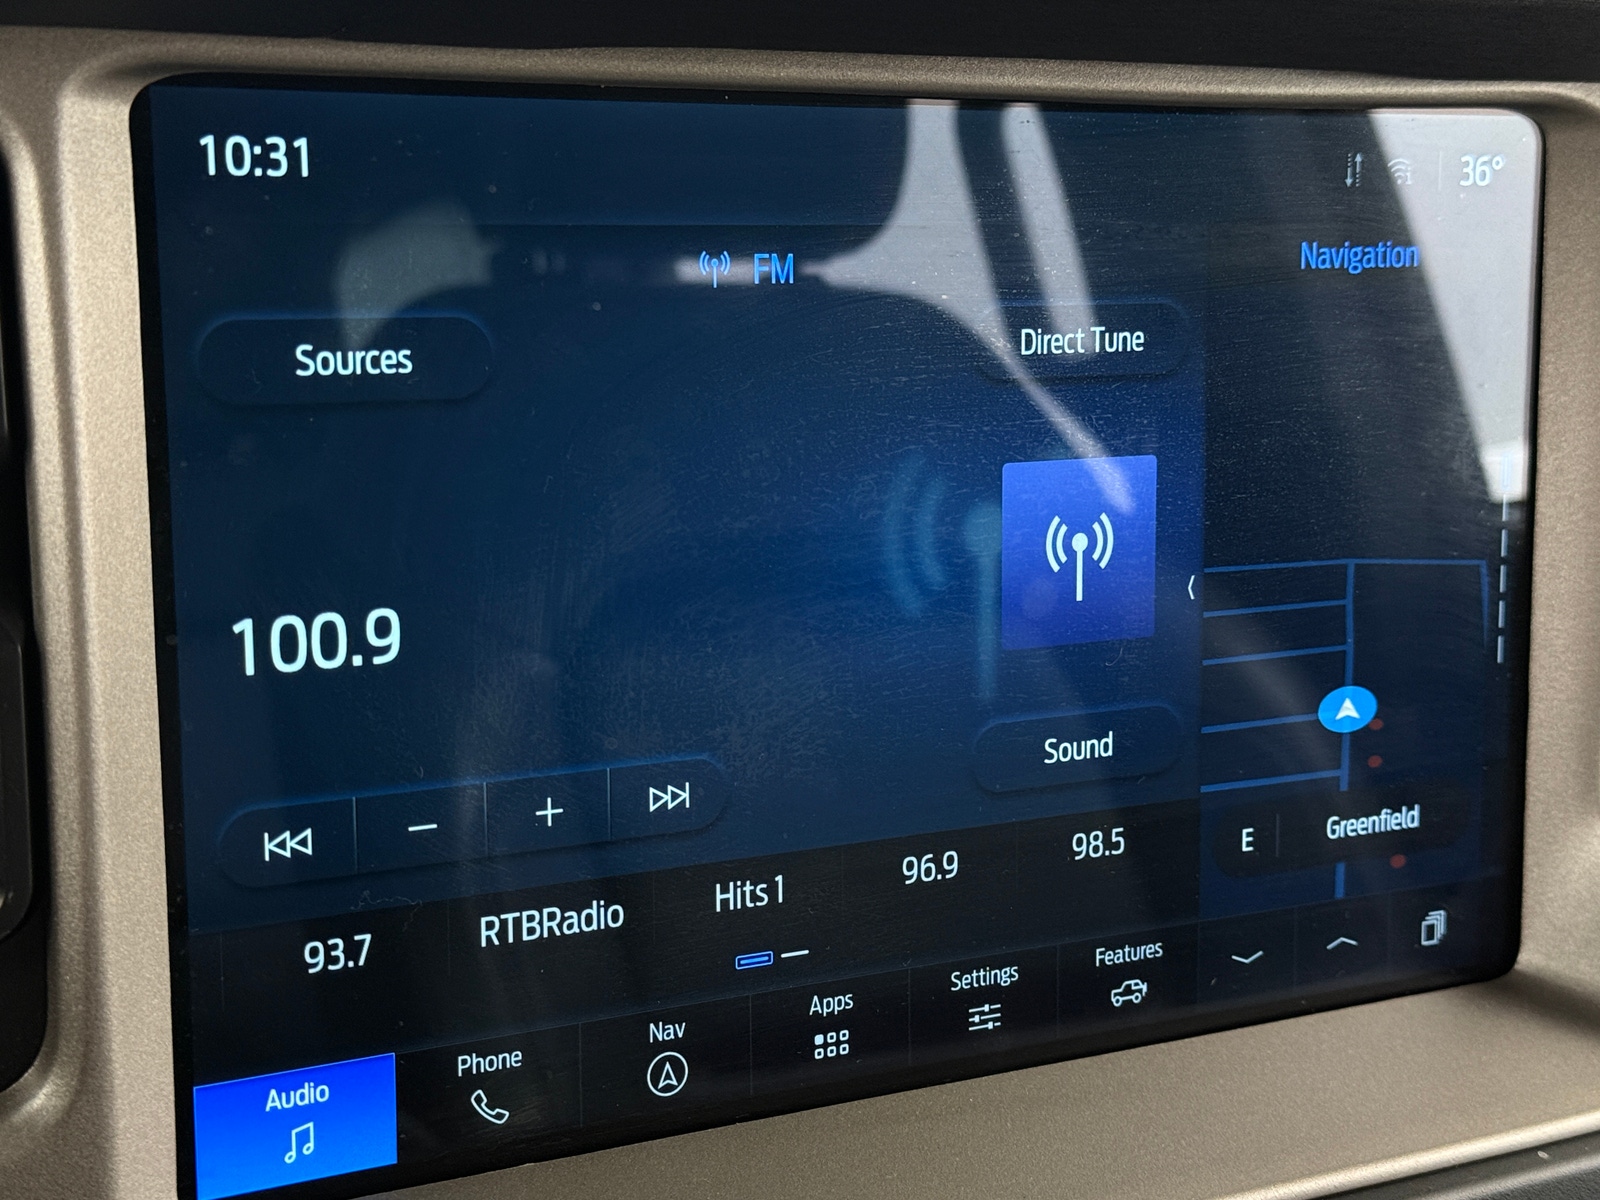 10:31
36°
FM
Navigation
Sources
Direct Tune
100.9
Sound
E
Greenfield
93.7
RTBRadio
Hits 1
96.9
98.5
Audio
Phone
Nav
Apps
Settings
Features